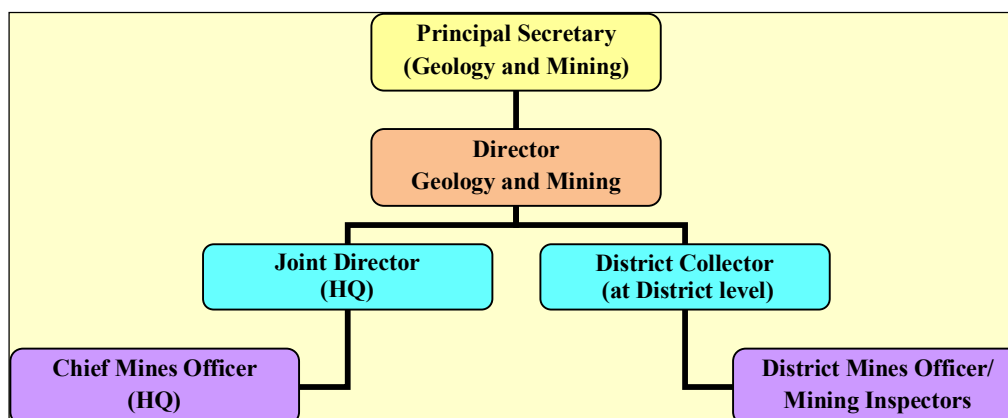 Principal Secretary
(Geology and Mining)
Director
Geology and Mining
Joint Director
(HQ)
District Collector
(at District level)
Chief Mines Officer
(HQ)
District Mines Officer/
Mining Inspectors